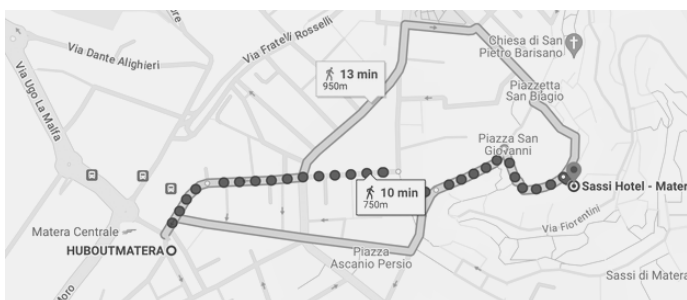 Via Dante Alighieri
Via Fratelli Rosselli
Via Ugo La Malfa
Chiesa di San
Pietro Barisano
13 min
950m
Piazzetta
San Biagio
Piazza San
Giovanni
10 min
750m
Sassi Hotel - Mater
Via Fiorentini
Matera Centrale
HUBOUTMATERA
Piazza
Ascanio Persio
Sassi di Matera
Moro